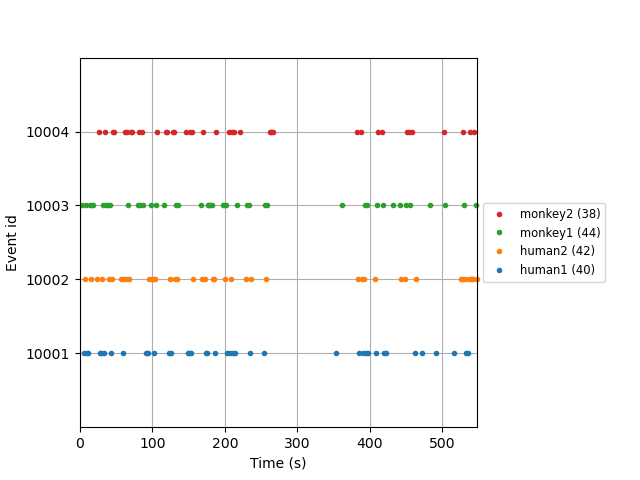 10004
10003
10002
10001
Event id
0 100 200 300 400 500
Time (s)
monkey2 (38)
monkey1 (44)
human2 (42)
human1 (40)